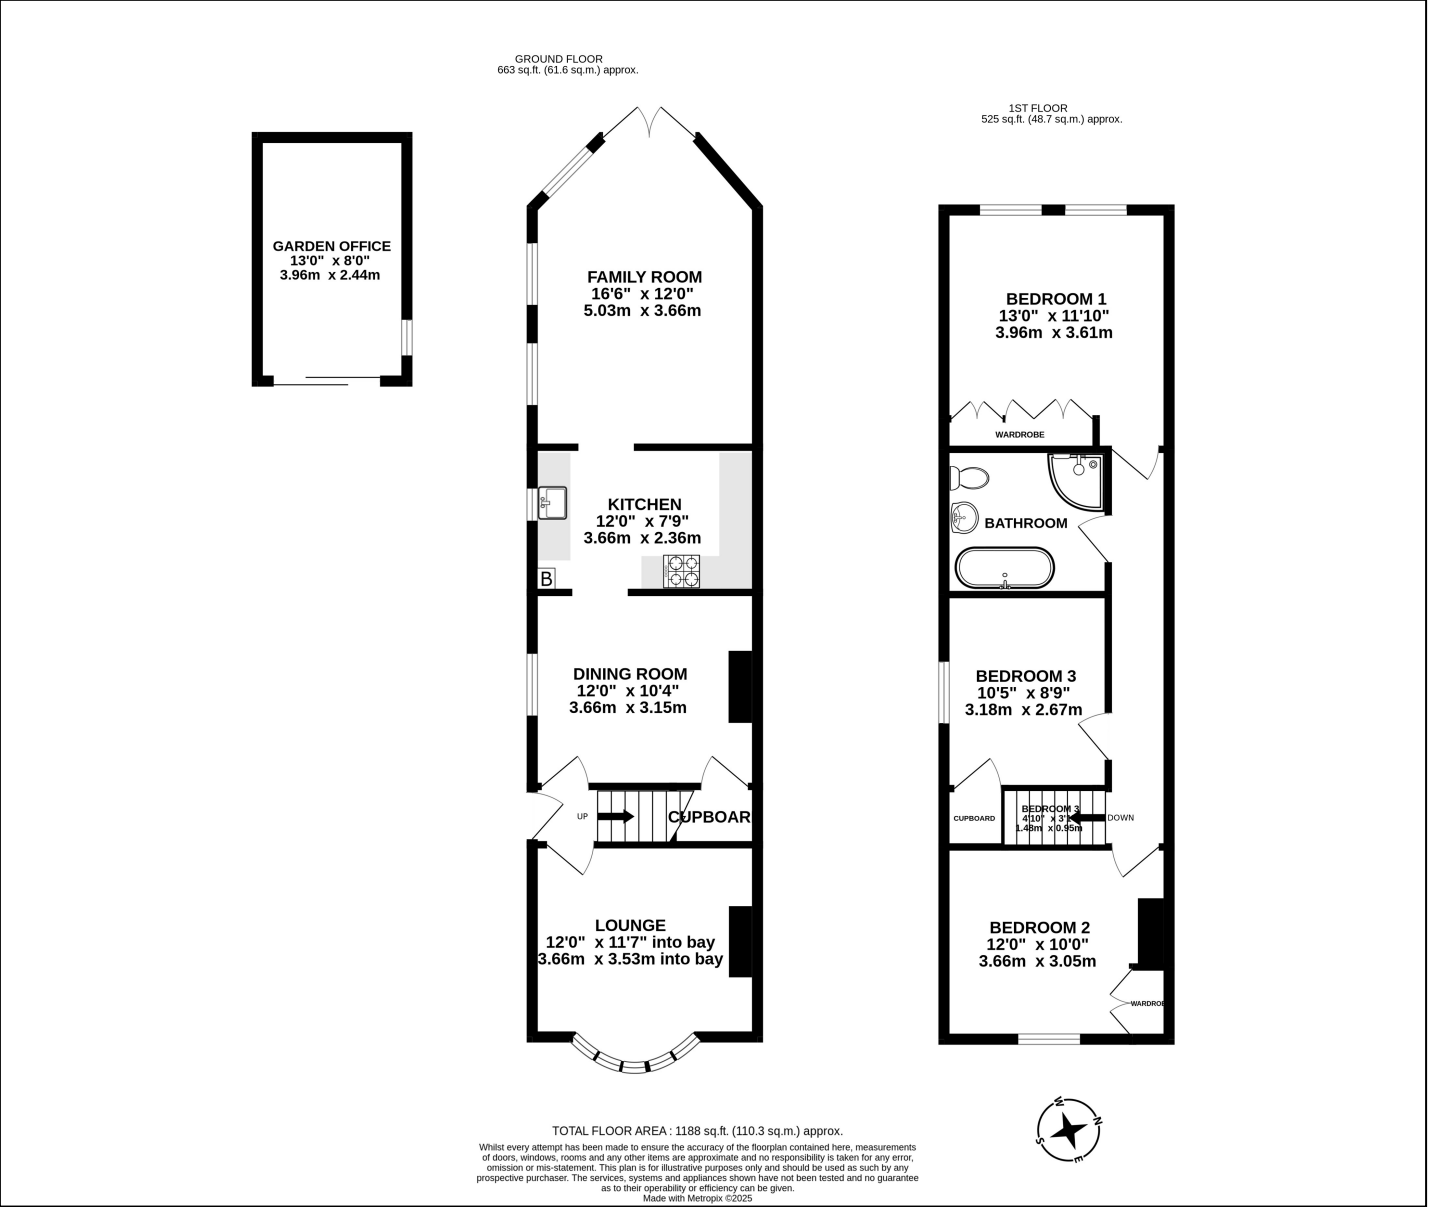 GROUND FLOOR
663 sq.ft. (61.6 sq.m.) approx.
1ST FLOOR
525 sq.ft. (48.7 sq.m.) approx.
GARDEN OFFICE
13'0" x 8'0"
3.96m x 2.44m
FAMILY ROOM
16'6" x 12'0"
5.03m x 3.66m
KITCHEN
12'0" x 7'9"
3.66m x 2.36m
B
DINING ROOM
12'0" x 10'4"
3.66m x 3.15m
UP
CUPBOAR
LOUNGE
12'0" x 11'7" into bay
3.66m x 3.53m into bay
BEDROOM 1
13'0" x 11'10"
3.96m x 3.61m
WARDROBE
BATHROOM
BEDROOM 3
10'5" x 8'9"
3.18m x 2.67m
CUPBOARD
BEDROOM 3
4'10" x 3'1
1.48m x 0.95m
DOWN
BEDROOM 2
12'0" x 10'0"
3.66m x 3.05m
WARDROB
W
N
S
E
TOTAL FLOOR AREA : 1188 sq.ft. (110.3 sq.m.) approx.
Whilst every attempt has been made to ensure the accuracy of the floorplan contained here, measurements
of doors, windows, rooms and any other items are approximate and no responsibility is taken for any error,
omission or mis-statement. This plan is for illustrative purposes only and should be used as such by any
prospective purchaser. The services, systems and appliances shown have not been tested and no guarantee
as to their operability or efficiency can be given.
Made with Metropix ©2025